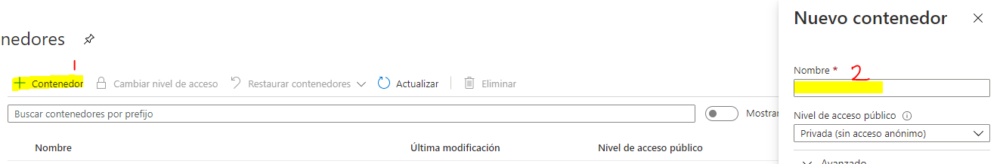 nedores
1
+ Contenedor Cambiar nivel de acceso Restaurar contenedores Actualizar Eliminar
Buscar contenedores por prefijo Mostrar
Nombre Última modificación Nivel de acceso público
Nuevo contenedor
Nombre * 2
Nivel de acceso público
Privada (sin acceso anónimo)
Avanzado